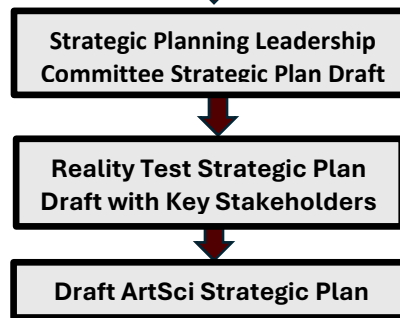 Strategic Planning Leadership
Committee Strategic Plan Draft
Reality Test Strategic Plan
Draft with Key Stakeholders
Draft ArtSci Strategic Plan